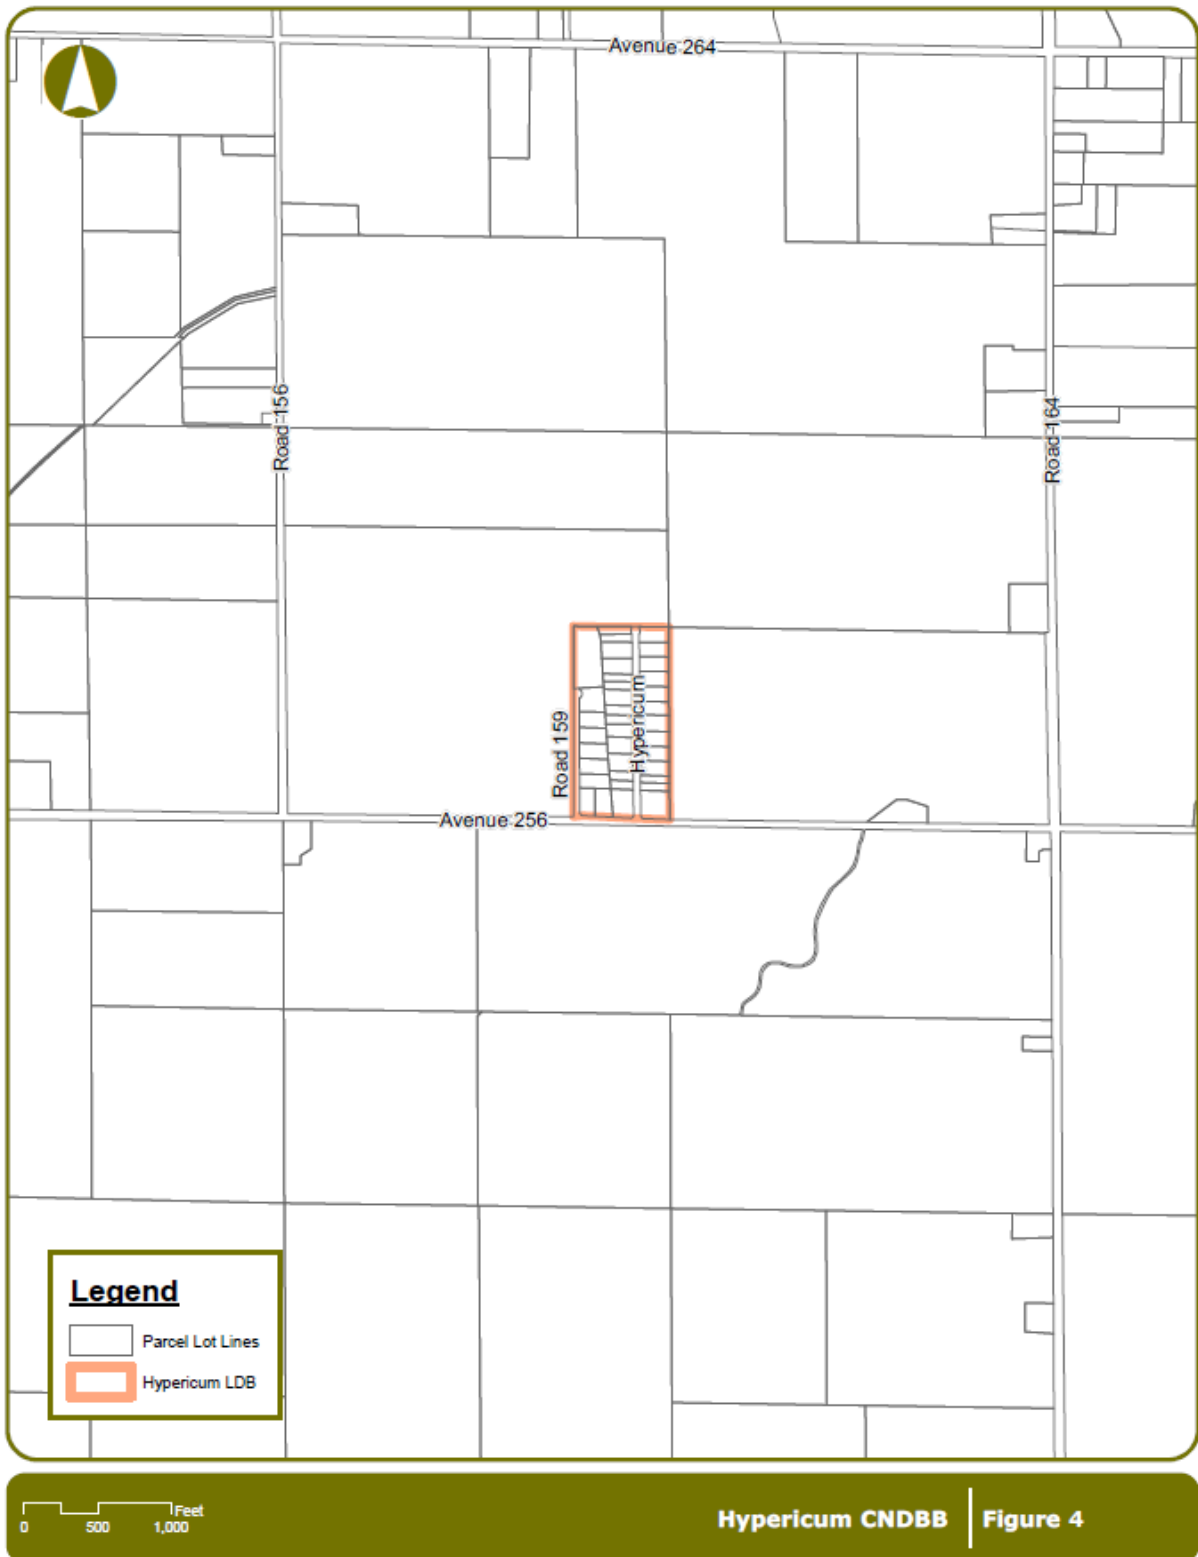 Avenue 264
Road 156
Road 164
Road 159
Hypericum
Avenue 256
Legend
Parcel Lot Lines
Hypericum LDB
Feet
0 500 1,000
Hypericum CNDBB Figure 4